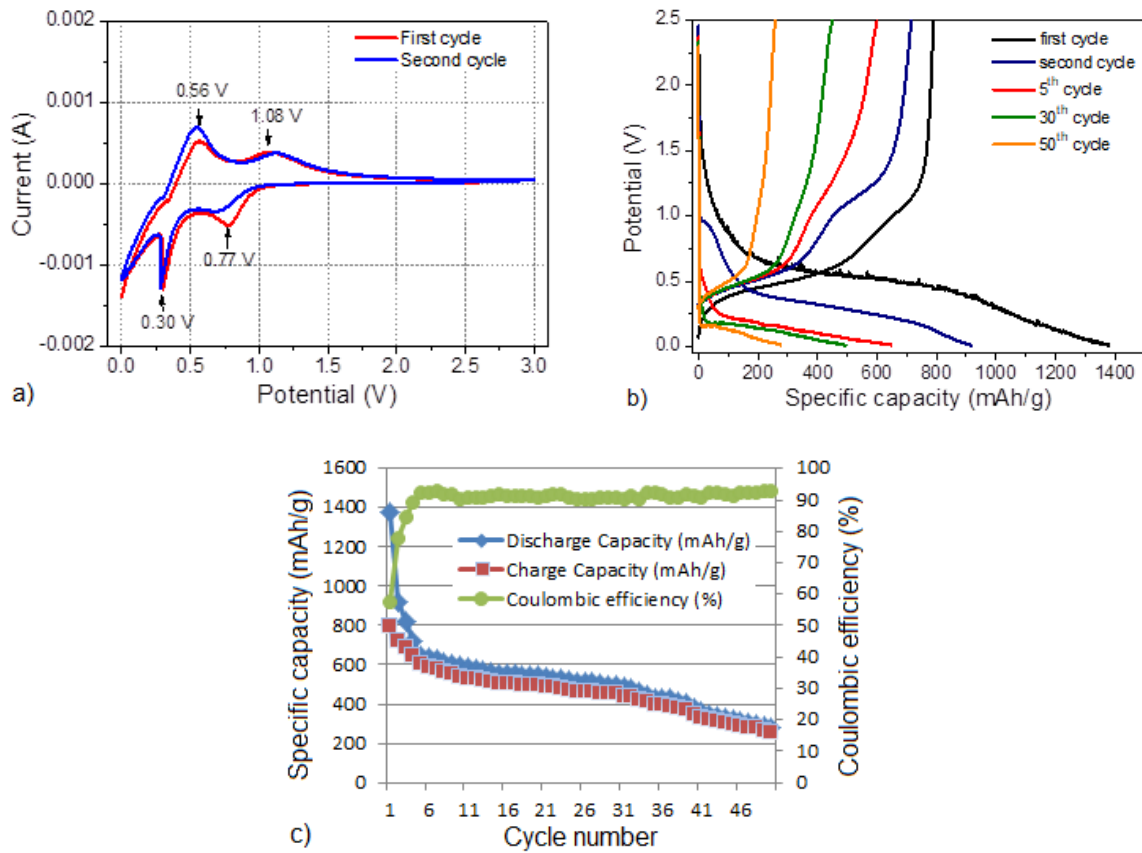 0.002
0.001
0.000
-0.001
-0.002
Current (A)
First cycle
Second cycle
0.56 V
1.08 V
0.77 V
0.30 V
0.0 0.5 1.0 1.5 2.0 2.5 3.0
Potential (V)
a)
2.5
2.0
1.5
1.0
0.5
0.0
Potential (V)
first cycle
second cycle
5th cycle
30th cycle
50th cycle
0 200 400 600 800 1000 1200 1400
Specific capacity (mAh/g)
b)
1600
1400
1200
1000
800
600
400
200
0
Specific capacity (mAh/g)
Discharge Capacity (mAh/g)
Charge Capacity (mAh/g)
Coulombic efficiency (%)
100
90
80
70
60
50
40
30
20
10
0
Coulombic efficiency (%)
1 6 11 16 21 26 31 36 41 46
Cycle number
c)